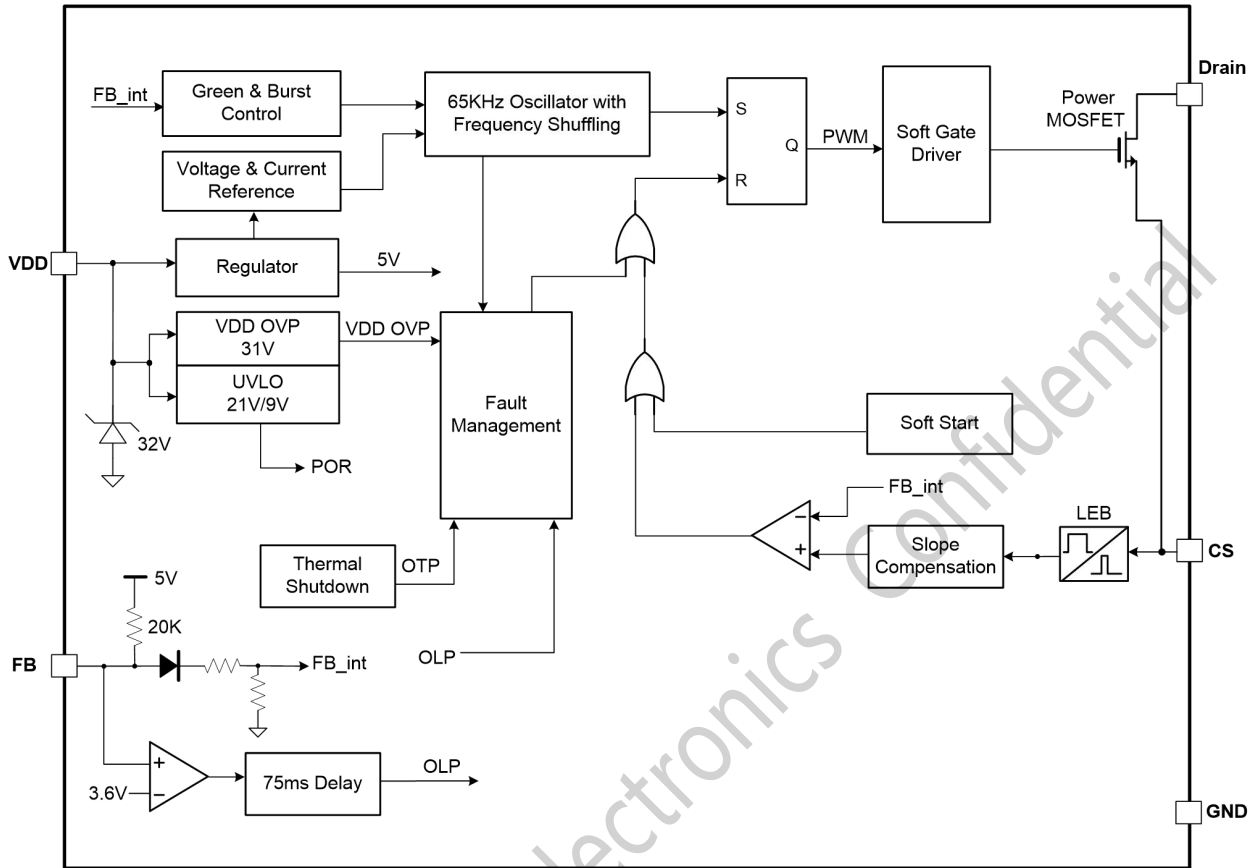 Drain
FB_int
Green & Burst
Control
65KHz Oscillator with
Frequency Shuffling
S
R
Q
PWM
Soft Gate
Driver
Power
MOSFET
Voltage & Current
Reference
VDD
Regulator
5V
VDD OVP
31V
VDD OVP
UVLO
21V/9V
32V
POR
Fault
Management
Soft Start
FB_int
LEB
Slope
Compensation
CS
Thermal
Shutdown
OTP
5V
20K
FB
FB_int
OLP
+
−
+
−
3.6V
75ms Delay
OLP
GND
electronics Confidential